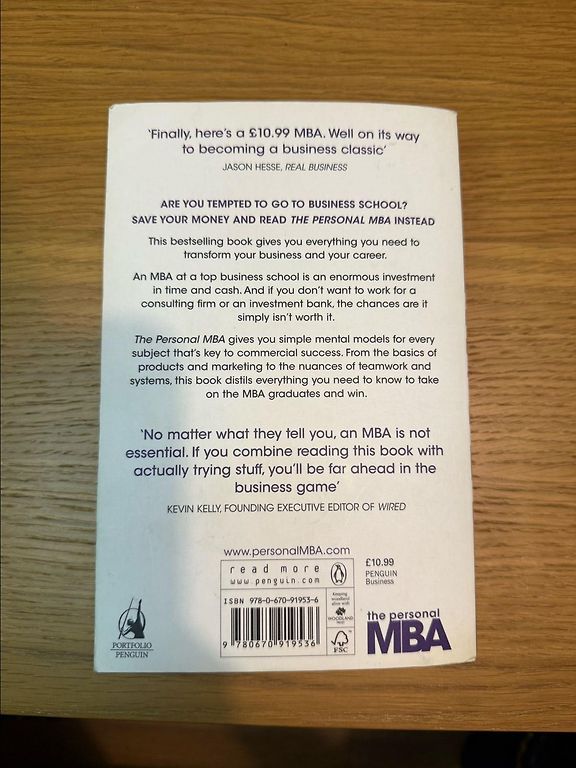 'Finally, here's a £10.99 MBA. Well on its way
to becoming a business classic'
JASON HESSE, REAL BUSINESS
ARE YOU TEMPTED TO GO TO BUSINESS SCHOOL?
SAVE YOUR MONEY AND READ THE PERSONAL MBA INSTEAD
This bestselling book gives you everything you need to
transform your business and your career.
An MBA at a top business school is an enormous investment
in time and cash. And if you don't want to work for a
consulting firm or an investment bank, the chances are it
simply isn't worth it.
The Personal MBA gives you simple mental models for every
subject that's key to commercial success. From the basics of
products and marketing to the nuances of teamwork and
systems, this book distils everything you need to know to take
on the MBA graduates and win.
'No matter what they tell you, an MBA is not
essential. If you combine reading this book with
actually trying stuff, you'll be far ahead in the
business game'
KEVIN KELLY, FOUNDING EXECUTIVE EDITOR OF WIRED
www.personalMBA.com
read more
www.penguin.com
ISBN 978-0-670-91953-6
9 780670 919536
Keeping
woodland
alive with
WOODLAND
TRUST
FSC
£10.99
PENGUIN
Business
the personal
MBA
PORTFOLIO
PENGUIN